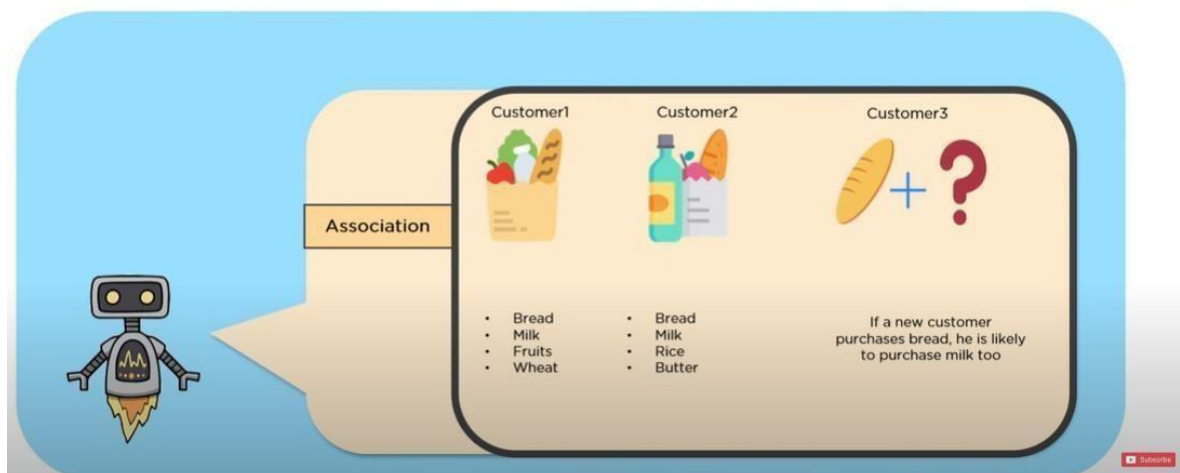 Customer1
Customer2
Customer3
Association
Bread
Milk
Fruits
Wheat
Bread
Milk
Rice
Butter
If a new customer
purchases bread, he is likely
to purchase milk too
Subscribe